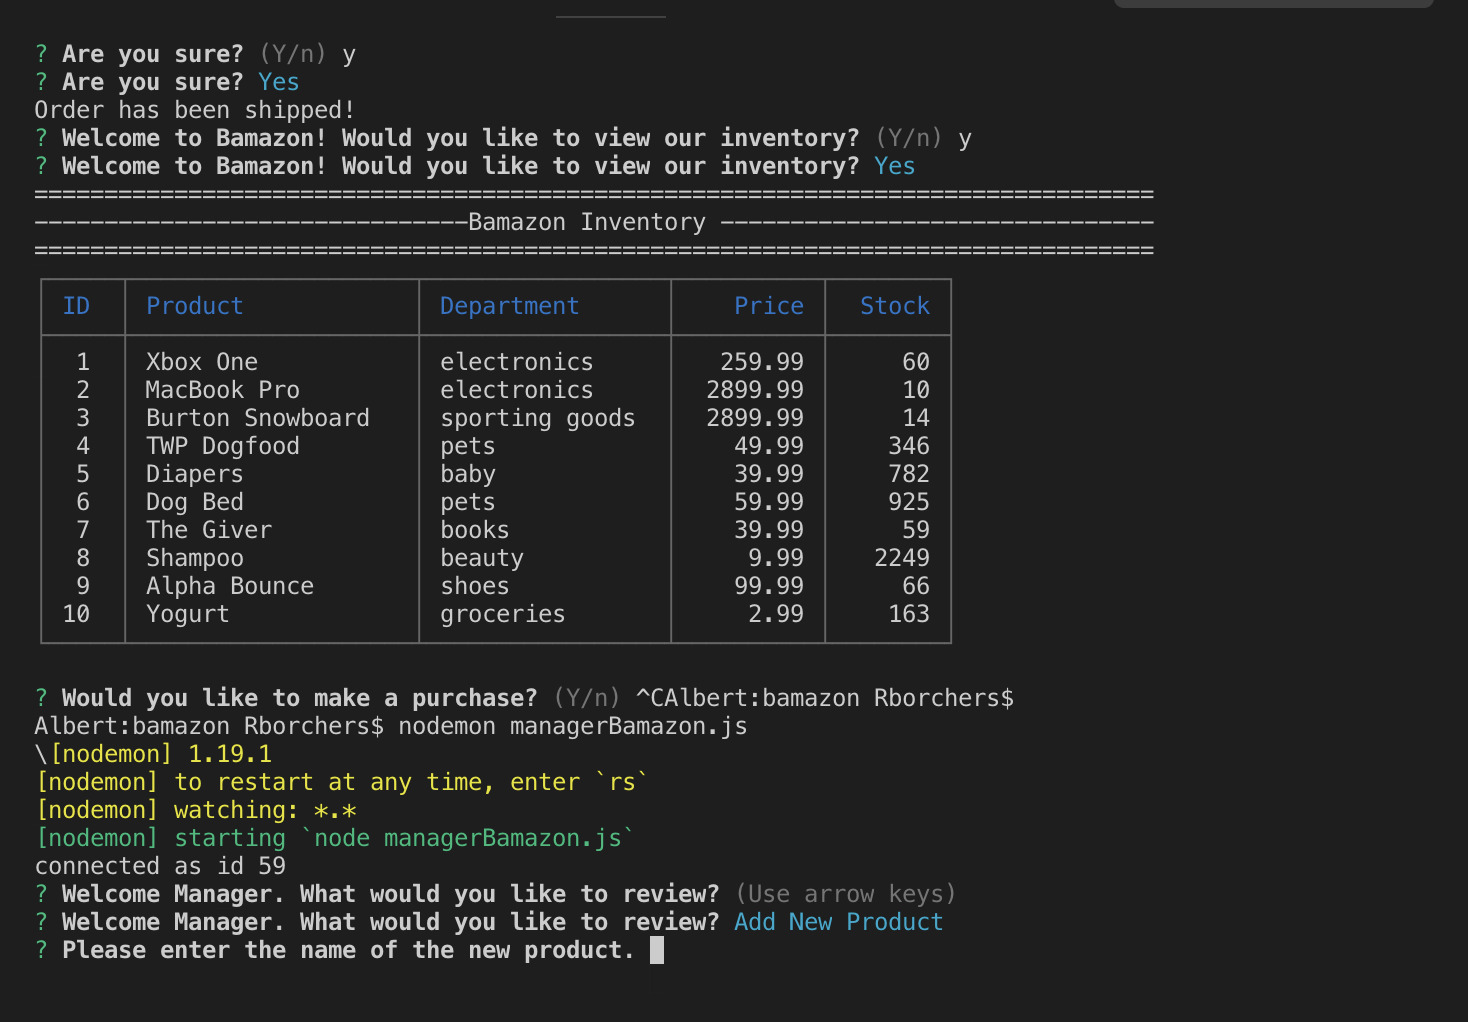 ? Are you sure? (Y/n) y
? Are you sure? Yes
Order has been shipped!
? Welcome to Bamazon! Would you like to view our inventory? (Y/n) y
? Welcome to Bamazon! Would you like to view our inventory? Yes
================================================================================
-------------------------------Bamazon Inventory -------------------------------
================================================================================
ID Product Department Price Stock
1 Xbox One electronics 259.99 60
2 MacBook Pro electronics 2899.99 10
3 Burton Snowboard sporting goods 2899.99 14
4 TWP Dogfood pets 49.99 346
5 Diapers baby 39.99 782
6 Dog Bed pets 59.99 925
7 The Giver books 39.99 59
8 Shampoo beauty 9.99 2249
9 Alpha Bounce shoes 99.99 66
10 Yogurt groceries 2.99 163
? Would you like to make a purchase? (Y/n) ^CAlbert:bamazon Rborchers$
Albert:bamazon Rborchers$ nodemon managerBamazon.js
\[nodemon] 1.19.1
[nodemon] to restart at any time, enter `rs`
[nodemon] watching: *.*
[nodemon] starting `node managerBamazon.js`
connected as id 59
? Welcome Manager. What would you like to review? (Use arrow keys)
? Welcome Manager. What would you like to review? Add New Product
? Please enter the name of the new product.